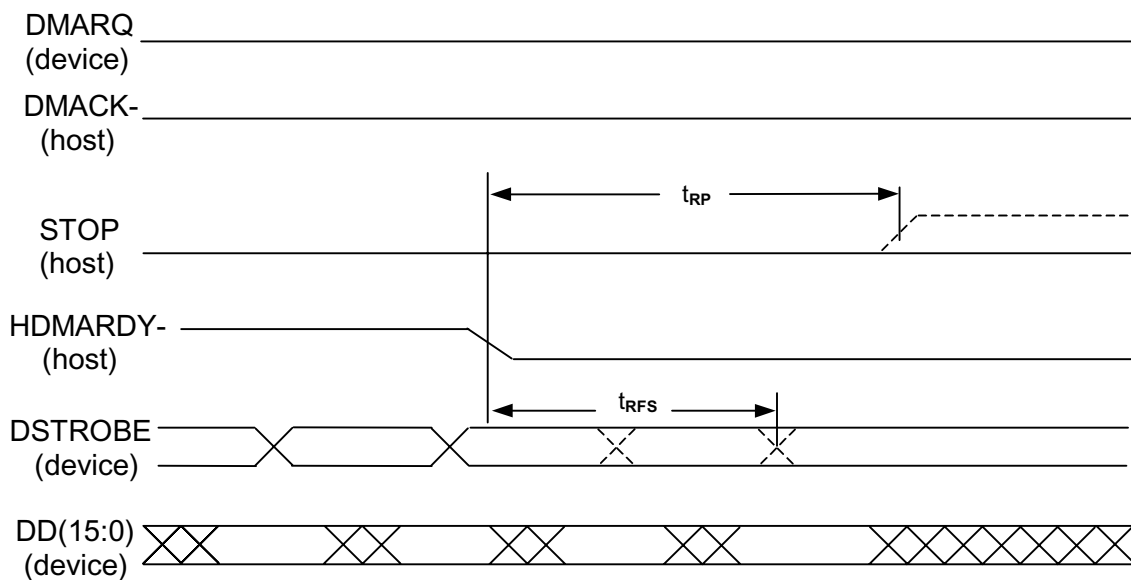 DMARQ
(device)
DMACK-
(host)
tRP
STOP
(host)
HDMARDY-
(host)
tRFS
DSTROBE
(device)
DD(15:0)
(device)